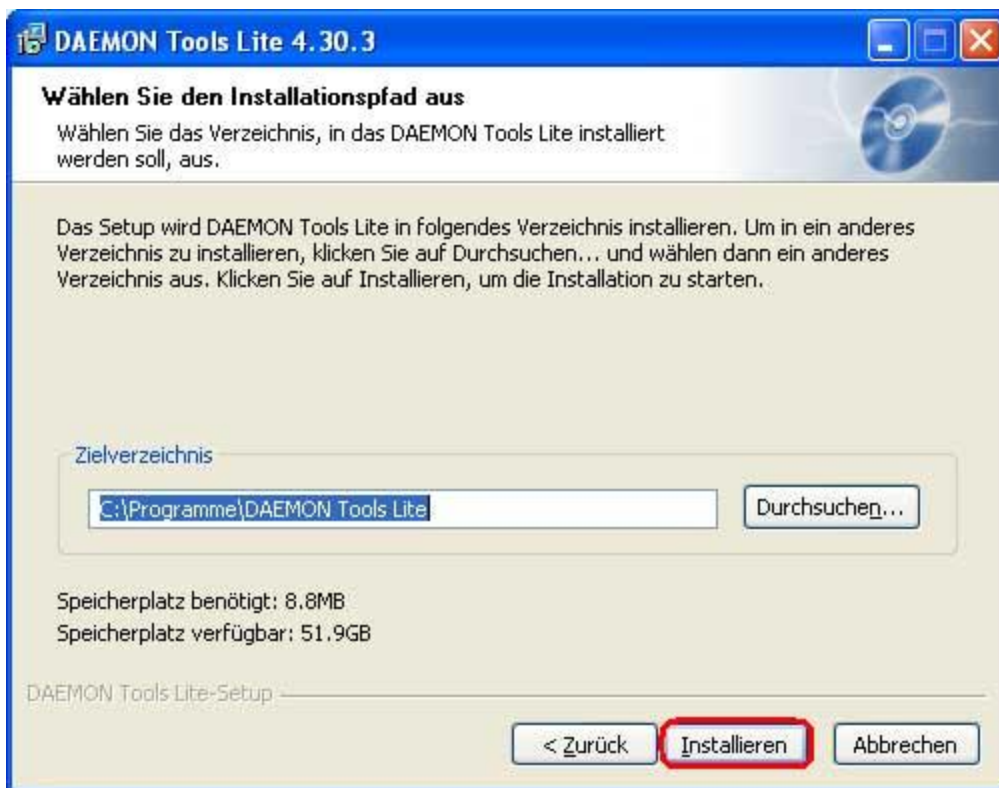 DAEMON Tools Lite 4.30.3
Wählen Sie den Installationspfad aus
Wählen Sie das Verzeichnis, in das DAEMON Tools Lite installiert
werden soll, aus.
Das Setup wird DAEMON Tools Lite in folgendes Verzeichnis installieren. Um in ein anderes
Verzeichnis zu installieren, klicken Sie auf Durchsuchen... und wählen dann ein anderes
Verzeichnis aus. Klicken Sie auf Installieren, um die Installation zu starten.
Zielverzeichnis
C:\Programme\DAEMON Tools Lite
Durchsuchen...
Speicherplatz benötigt: 8.8MB
Speicherplatz verfügbar: 51.9GB
DAEMON Tools Lite-Setup
< Zurück
Installieren
Abbrechen